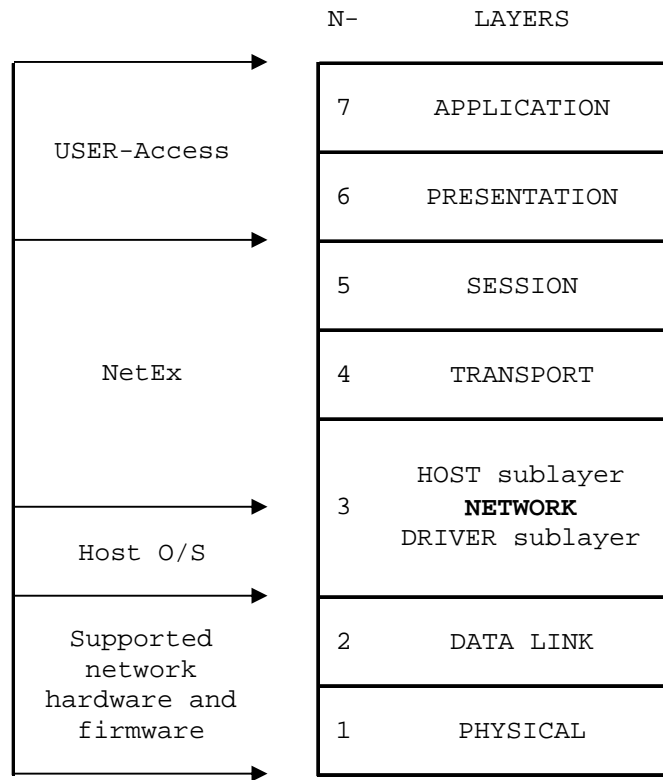 N- LAYERS
7 APPLICATION
USER-Access
6 PRESENTATION
5 SESSION
NetEx
4 TRANSPORT
HOST sublayer
3 NETWORK
DRIVER sublayer
Host O/S
Supported
network
hardware and
firmware
2 DATA LINK
1 PHYSICAL